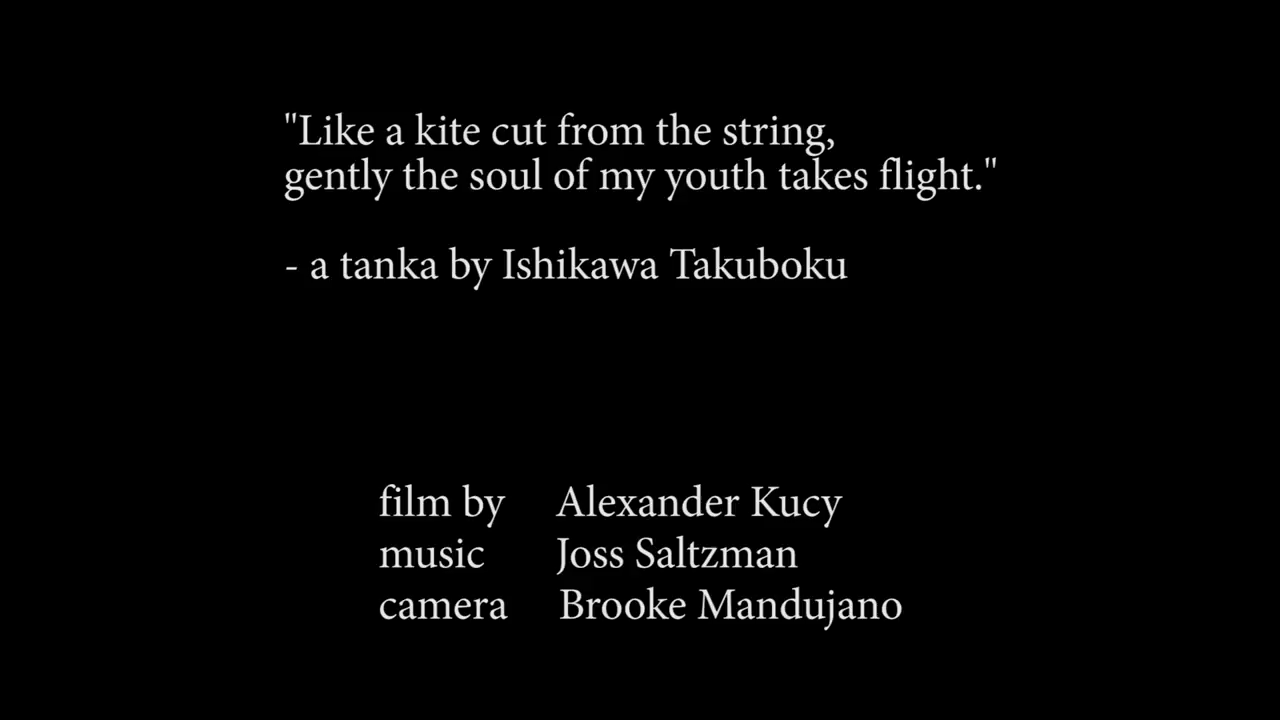 "Like a kite cut from the string,
gently the soul of my youth takes flight."
- a tanka by Ishikawa Takuboku
film by Alexander Kucy
music Joss Saltzman
camera Brooke Mandujano